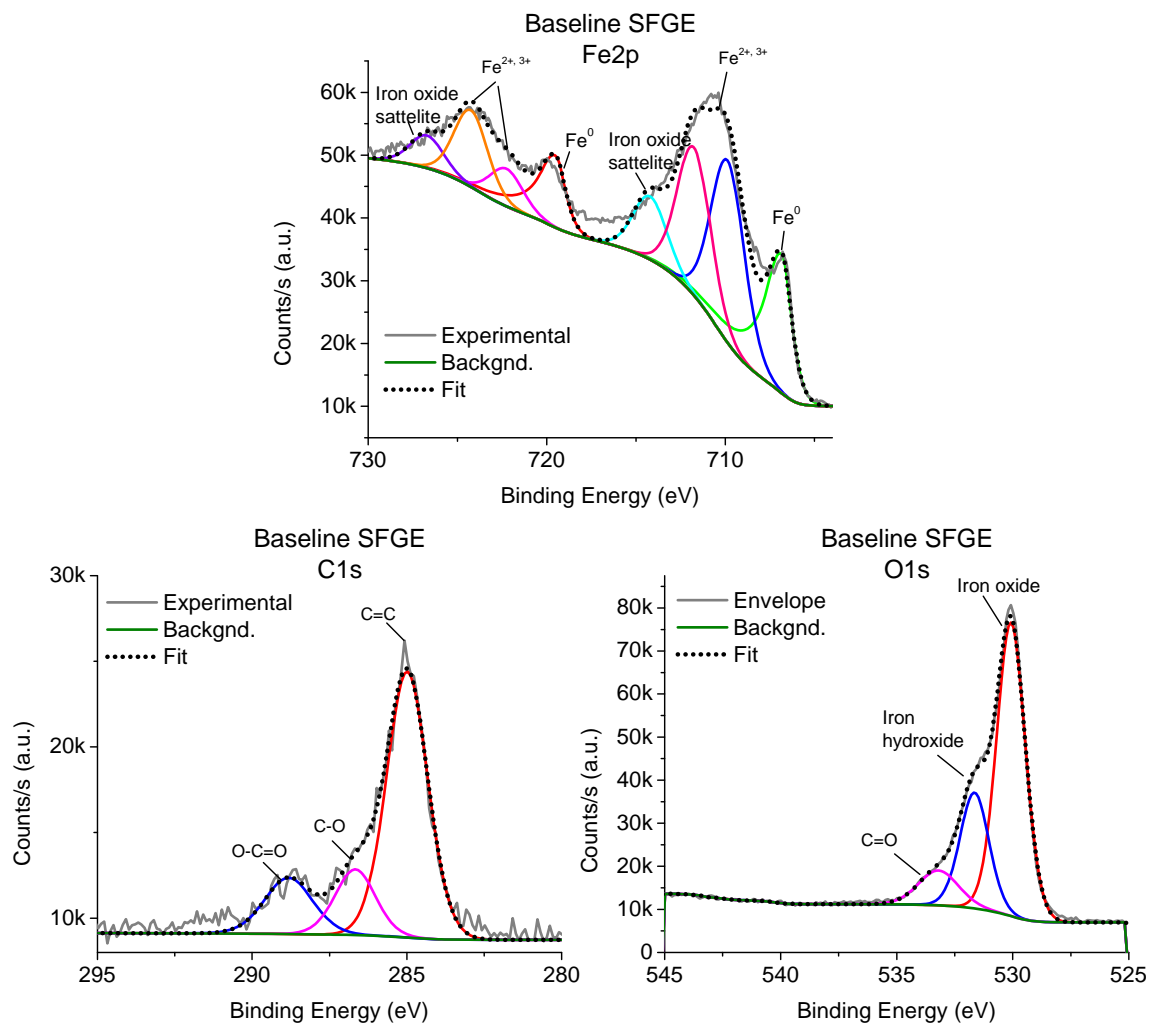 Baseline SFGE
Fe2p
Fe2+, 3+
Fe2+, 3+
Iron oxide
sattelite
Fe0
Iron oxide
sattelite
Fe0
60k
50k
40k
30k
20k
10k
Counts/s (a.u.)
Experimental
Backgnd.
Fit
730
720
710
Binding Energy (eV)
Baseline SFGE
C1s
30k
20k
10k
Counts/s (a.u.)
Experimental
Backgnd.
Fit
C=C
C-O
O-C=O
295
290
285
280
Binding Energy (eV)
Baseline SFGE
O1s
80k
70k
60k
50k
40k
30k
20k
10k
0
Counts/s (a.u.)
Envelope
Backgnd.
Fit
Iron oxide
Iron
hydroxide
C=O
545
540
535
530
525
Binding Energy (eV)